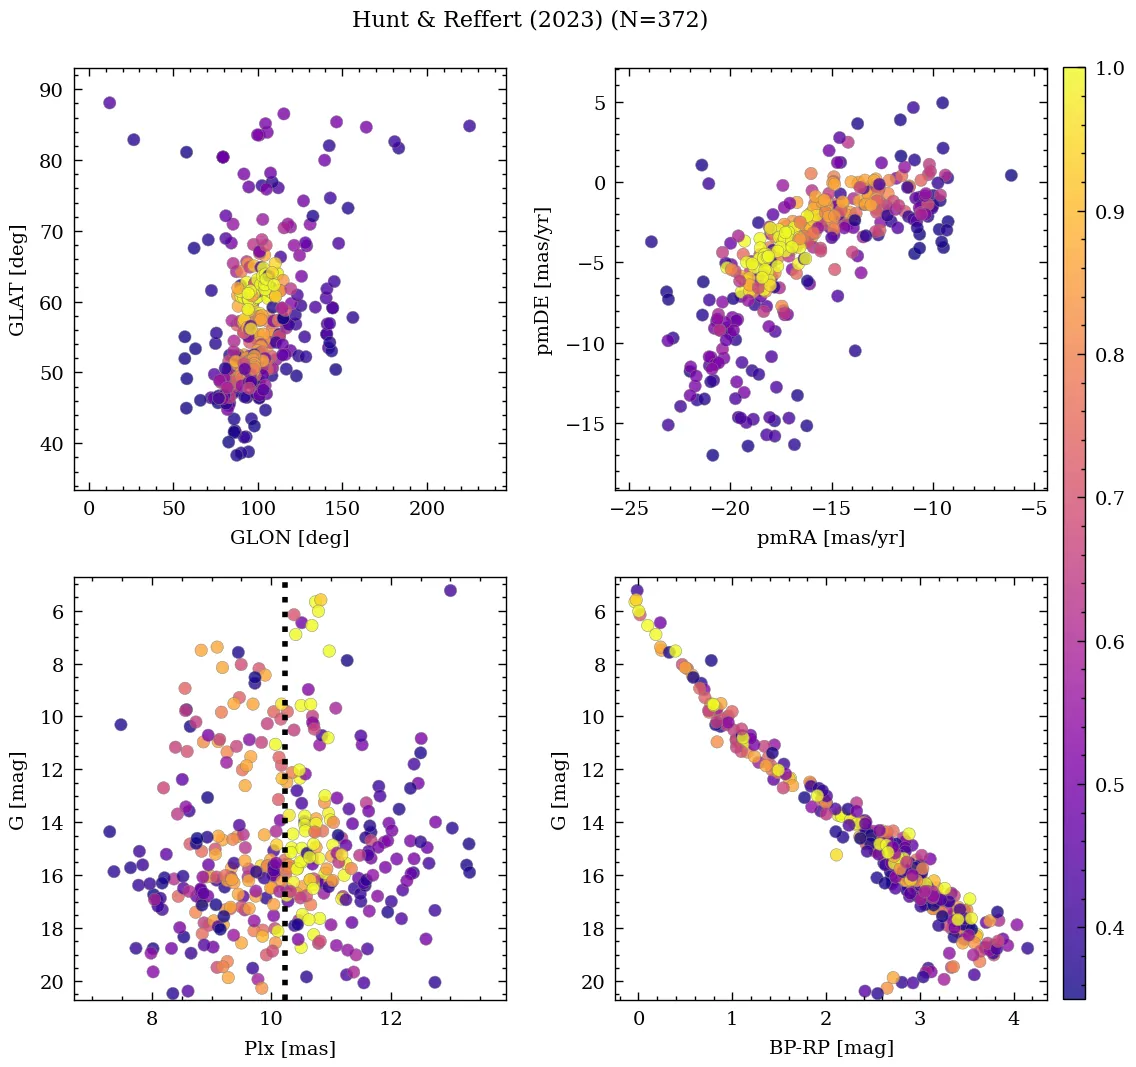 Hunt & Reffert (2023) (N=372)
90
80
70
60
50
40
GLAT [deg]
0 50 100 150 200
GLON [deg]
5
0
−5
−10
−15
pmDE [mas/yr]
−25 −20 −15 −10 −5
pmRA [mas/yr]
6
8
10
12
14
16
18
20
G [mag]
8 10 12
Plx [mas]
6
8
10
12
14
16
18
20
G [mag]
0 1 2 3 4
BP-RP [mag]
1.0
0.9
0.8
0.7
0.6
0.5
0.4